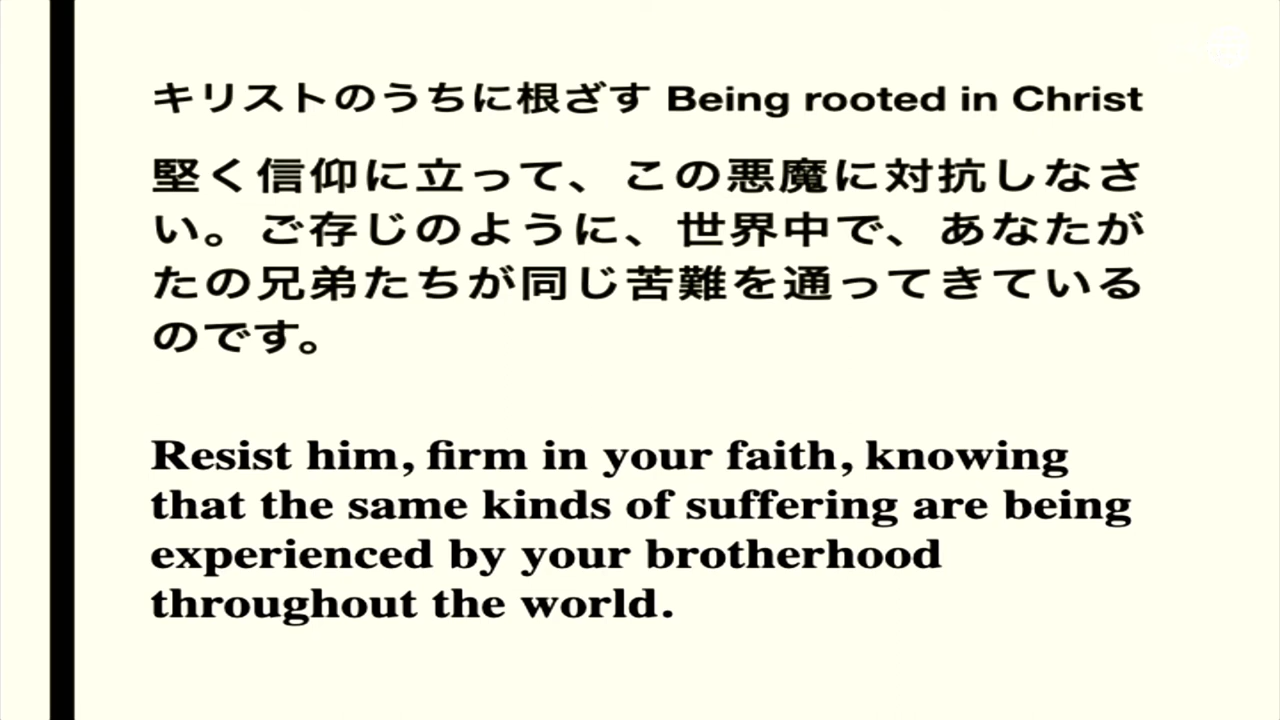 キリストのうちに根ざす Being rooted in Christ
堅く信仰に立って、この悪魔に対抗しなさ
い。ご存じのように、世界中で、あなたが
たの兄弟たちが同じ苦難を通ってきている
のです。
Resist him, firm in your faith, knowing
that the same kinds of suffering are being
experienced by your brotherhood
throughout the world.